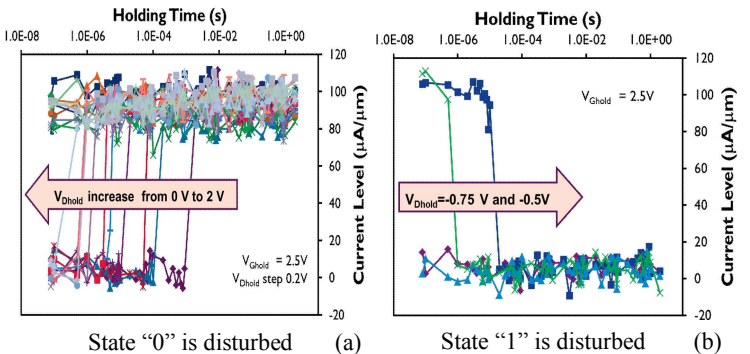 Holding Time (s)
1.0E-08 1.0E-06 1.0E-04 1.0E-02 1.0E+00
120
100
80
60
40
20
0
-20
Current Level (μA/μm)
V_Dhold increase from 0 V to 2 V
V_Ghold = 2.5V
V_Dhold step 0.2V
State “0” is disturbed (a)
Holding Time (s)
1.0E-08 1.0E-06 1.0E-04 1.0E-02 1.0E+00
120
100
80
60
40
20
0
-20
Current Level (μA/μm)
V_Ghold = 2.5V
V_Dhold=-0.75 V and -0.5V
State “1” is disturbed (b)